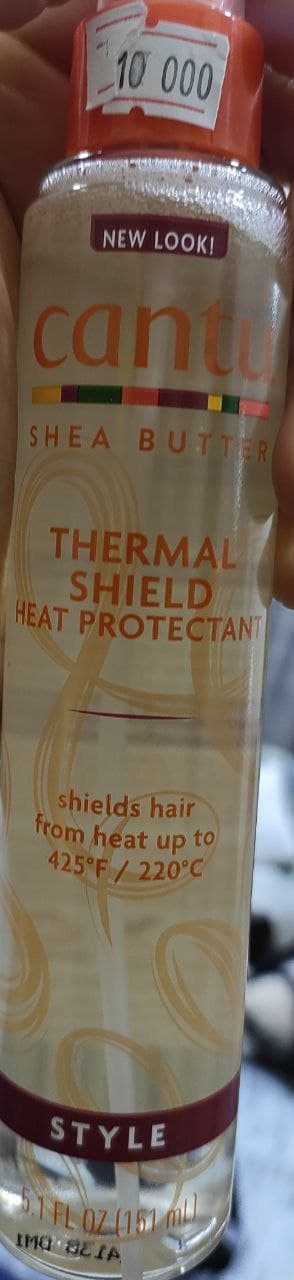 10 000
NEW LOOK!
cantu
SHEA BUTTER
THERMAL
SHIELD
HEAT PROTECTANT
shields hair
from heat up to
425°F / 220°C
STYLE
5.1 FL OZ (151 mL)